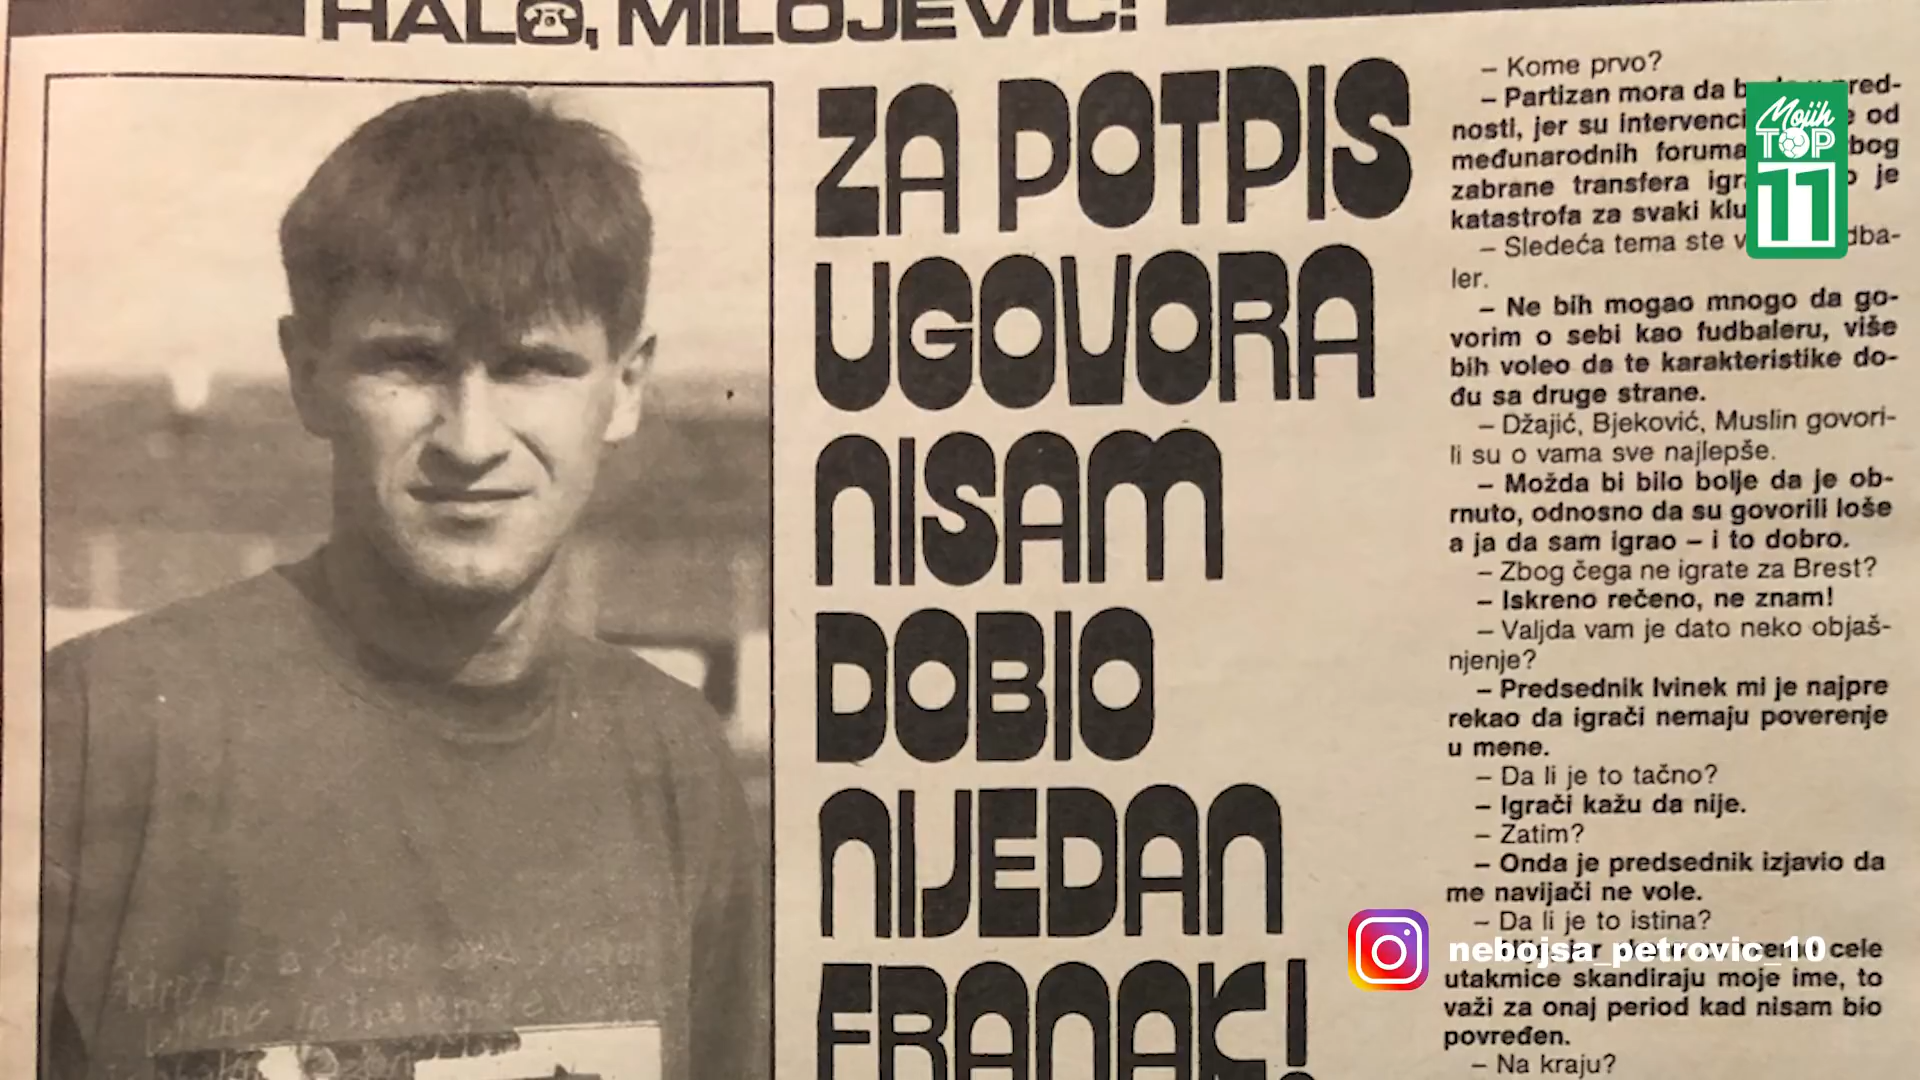 HALO, MILOJEVIĆ!
ZA POTPIS
UGOVORA
NISAM
DOBIO
NIJEDAN
FRANAK!
– Kome prvo?
– Partizan mora da
nosti, jer su od
međunarodnih foruma
zabrane transfera je
katastrofa za svaki
– Sledeća tema ste
ler.
– Ne bih mogao mnogo da go-
vorim o sebi kao fudbaleru, više
bih voleo da te karakteristike do-
đu sa druge strane.
– Džajić, Bjeković, Muslin govori-
li su o vama sve najlepše.
– Možda bi bilo bolje da je ob-
rnuto, odnosno da su govorili loše
a ja da sam igrao – i to dobro.
– Zbog čega ne igrate za Brest?
– Iskreno rečeno, ne znam!
– Valjda vam je dato neko objaš-
njenje?
– Predsednik Ivinek mi je najpre
rekao da igrači nemaju poverenje
u mene.
– Da li je to tačno?
– Igrači kažu da nije.
– Zatim?
– Onda je predsednik izjavio da
me navijači ne vole.
– Da li je to istina?
cele
utakmice skandiraju moje ime, to
važi za onaj period kad nisam bio
povređen.
– Na kraju?
Mojih
TOP
11
nebojsa_petrovic_10